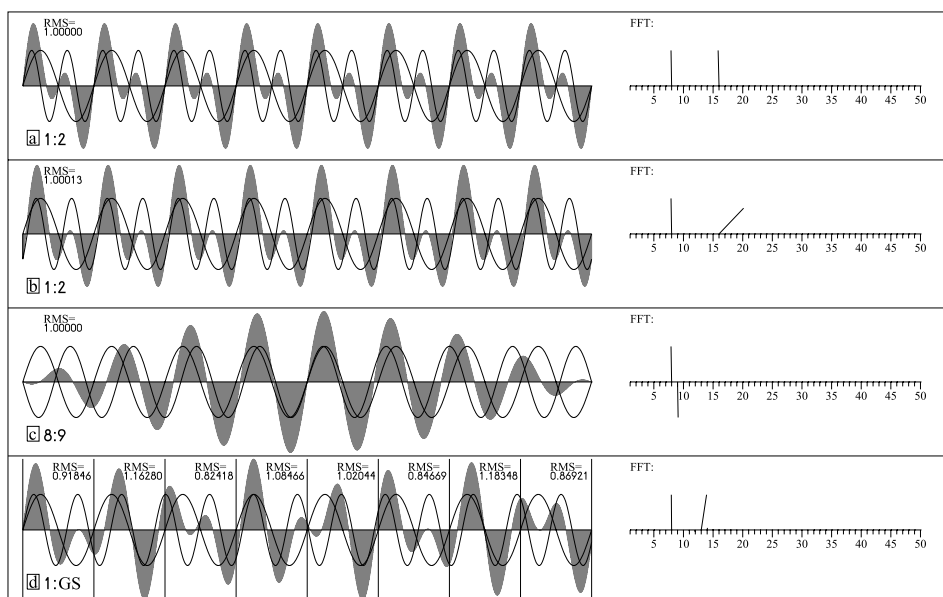 RMS=
1.00000
FFT:
5 10 15 20 25 30 35 40 45 50
a 1:2
RMS=
1.00013
FFT:
5 10 15 20 25 30 35 40 45 50
b 1:2
RMS=
1.00000
FFT:
5 10 15 20 25 30 35 40 45 50
c 8:9
RMS= RMS= RMS= RMS= RMS= RMS= RMS= RMS=
0.91846 1.16280 0.82418 1.08466 1.02044 0.84669 1.18348 0.86921
FFT:
5 10 15 20 25 30 35 40 45 50
d 1:GS